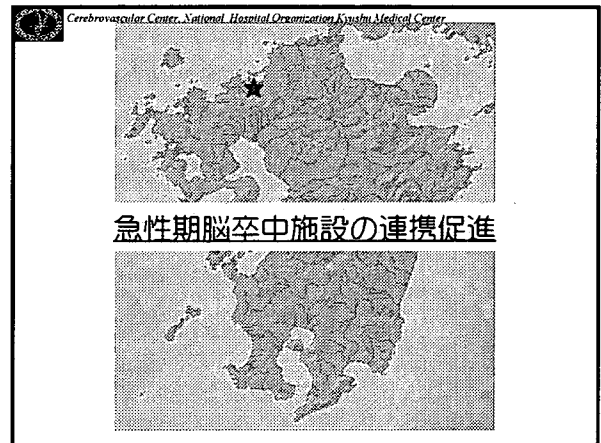 Cerebrovascular Center, National Hospital Organization Kyushu Medical Center
急性期脳卒中施設の連携促進